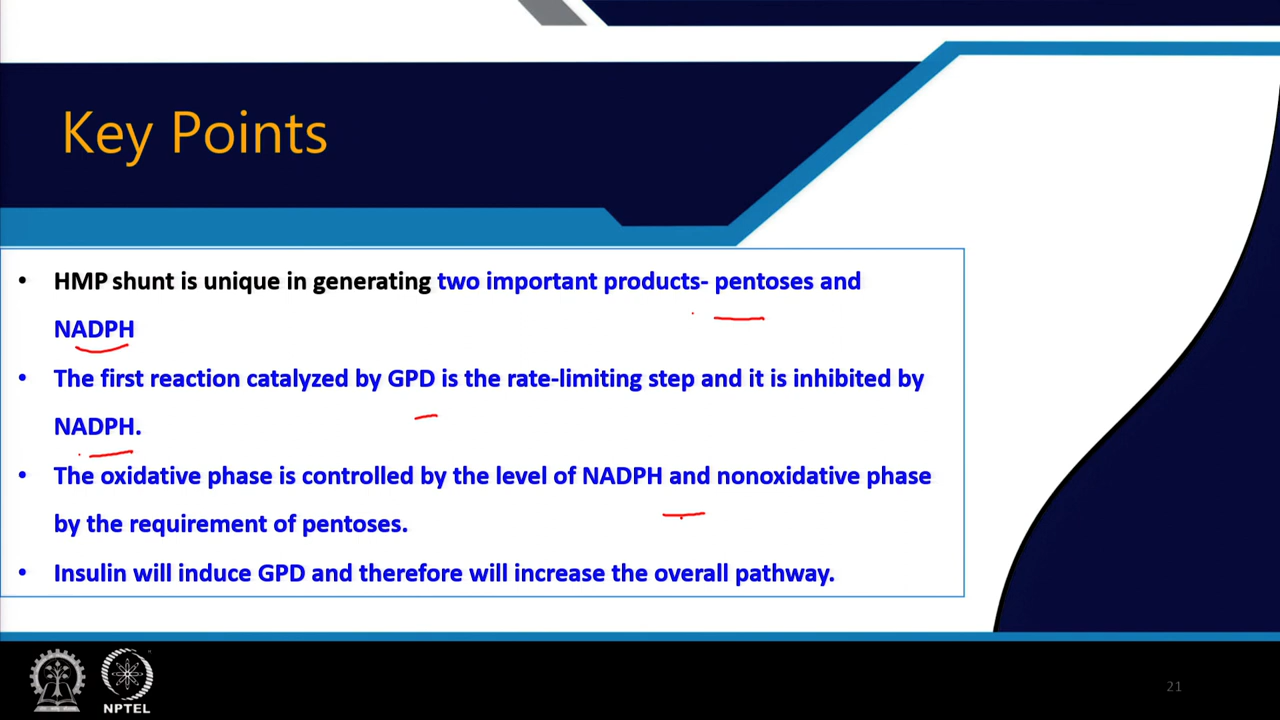 Key Points
• HMP shunt is unique in generating two important products- pentoses and
NADPH
• The first reaction catalyzed by GPD is the rate-limiting step and it is inhibited by
NADPH.
• The oxidative phase is controlled by the level of NADPH and nonoxidative phase
by the requirement of pentoses.
• Insulin will induce GPD and therefore will increase the overall pathway.
NPTEL
21